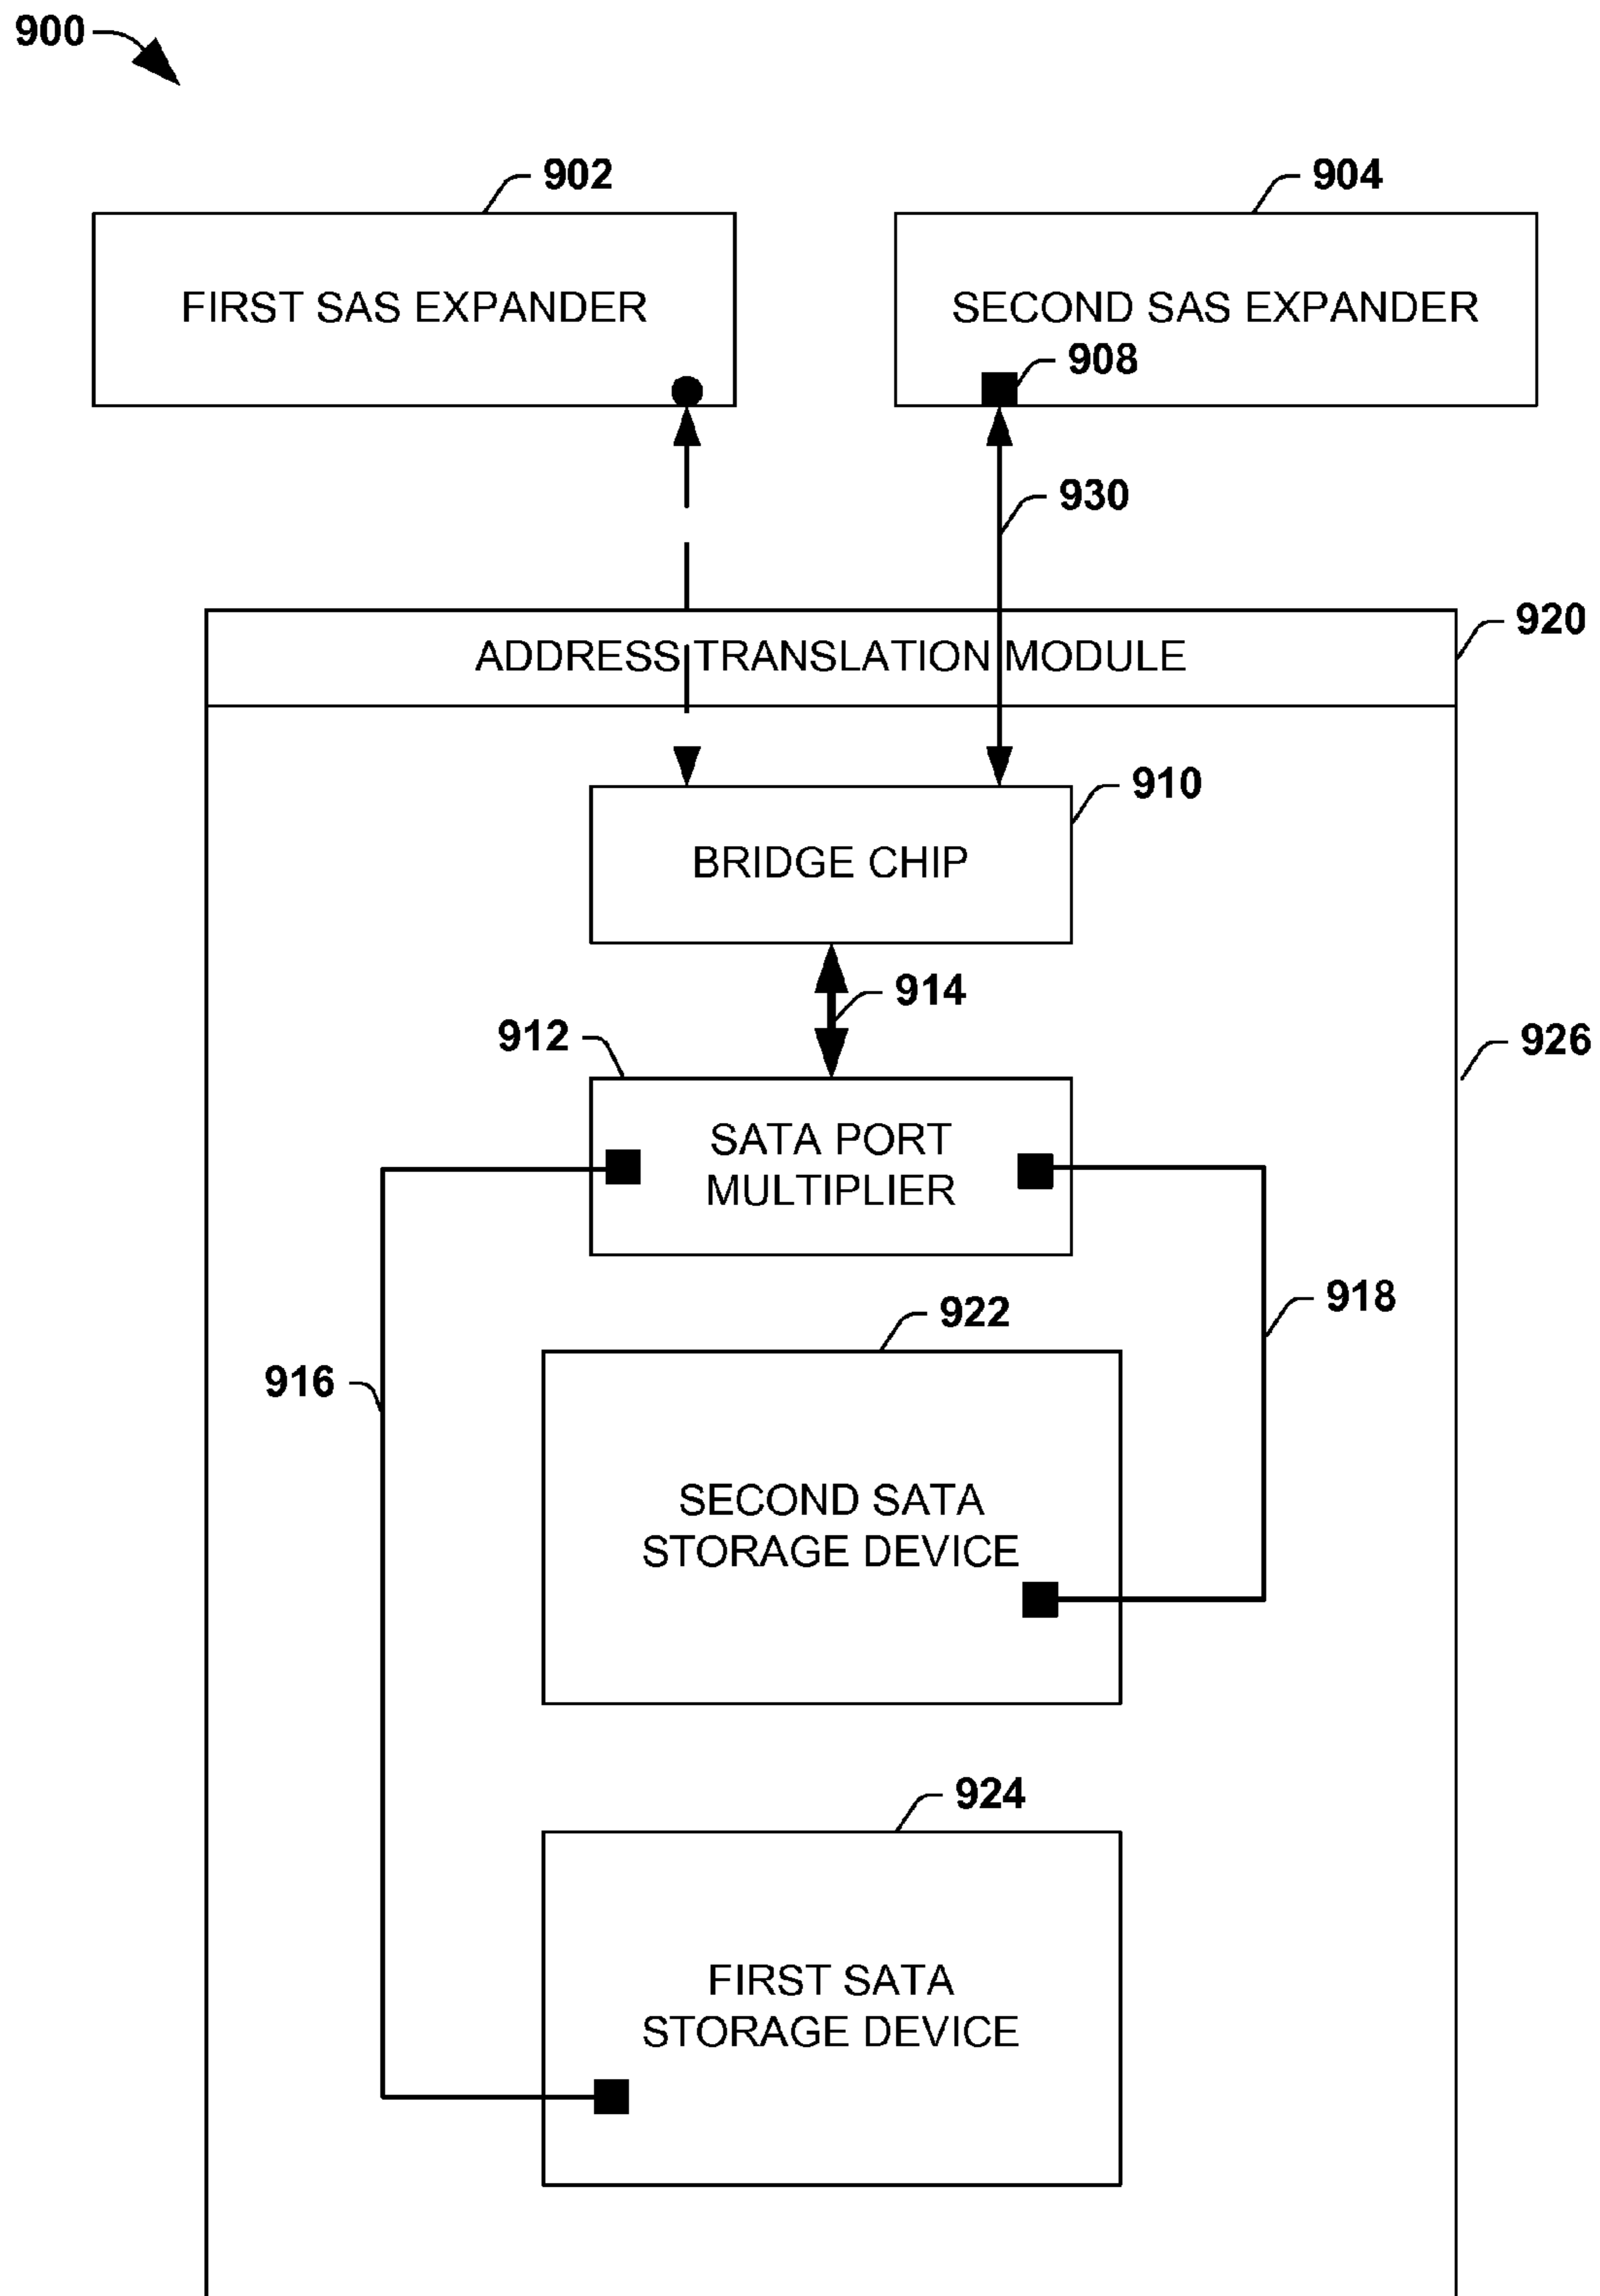 900
902
904
FIRST SAS EXPANDER
SECOND SAS EXPANDER
908
930
920
ADDRESS TRANSLATION MODULE
910
BRIDGE CHIP
914
912
926
SATA PORT
MULTIPLIER
918
922
916
SECOND SATA
STORAGE DEVICE
924
FIRST SATA
STORAGE DEVICE